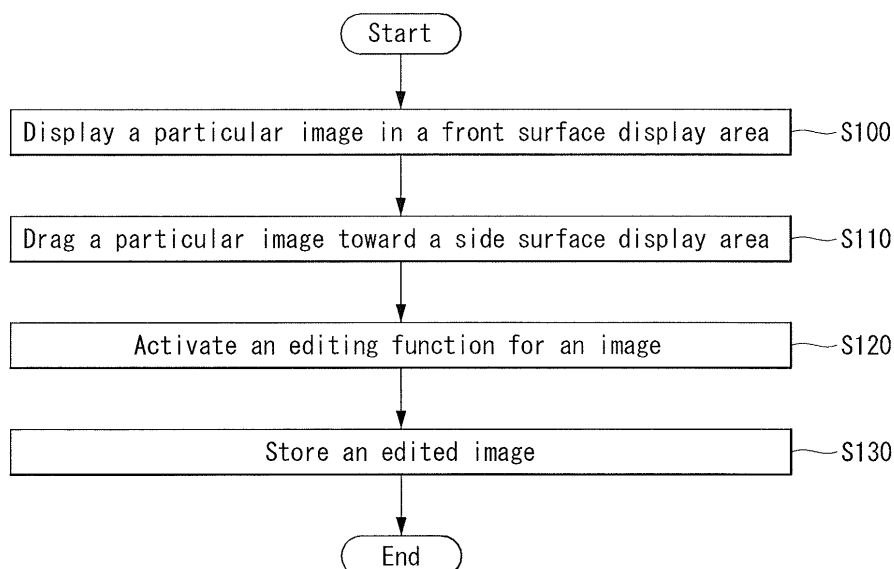 Start
Display a particular image in a front surface display area S100
Drag a particular image toward a side surface display area S110
Activate an editing function for an image S120
Store an edited image S130
End